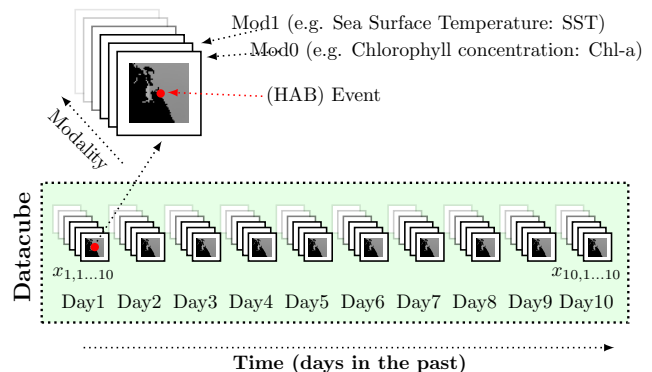 Mod1 (e.g. Sea Surface Temperature: SST)
Mod0 (e.g. Chlorophyll concentration: Chl-a)
(HAB) Event
Modality
Datacube
x1,1...10
x10,1...10
Day1 Day2 Day3 Day4 Day5 Day6 Day7 Day8 Day9 Day10
Time (days in the past)